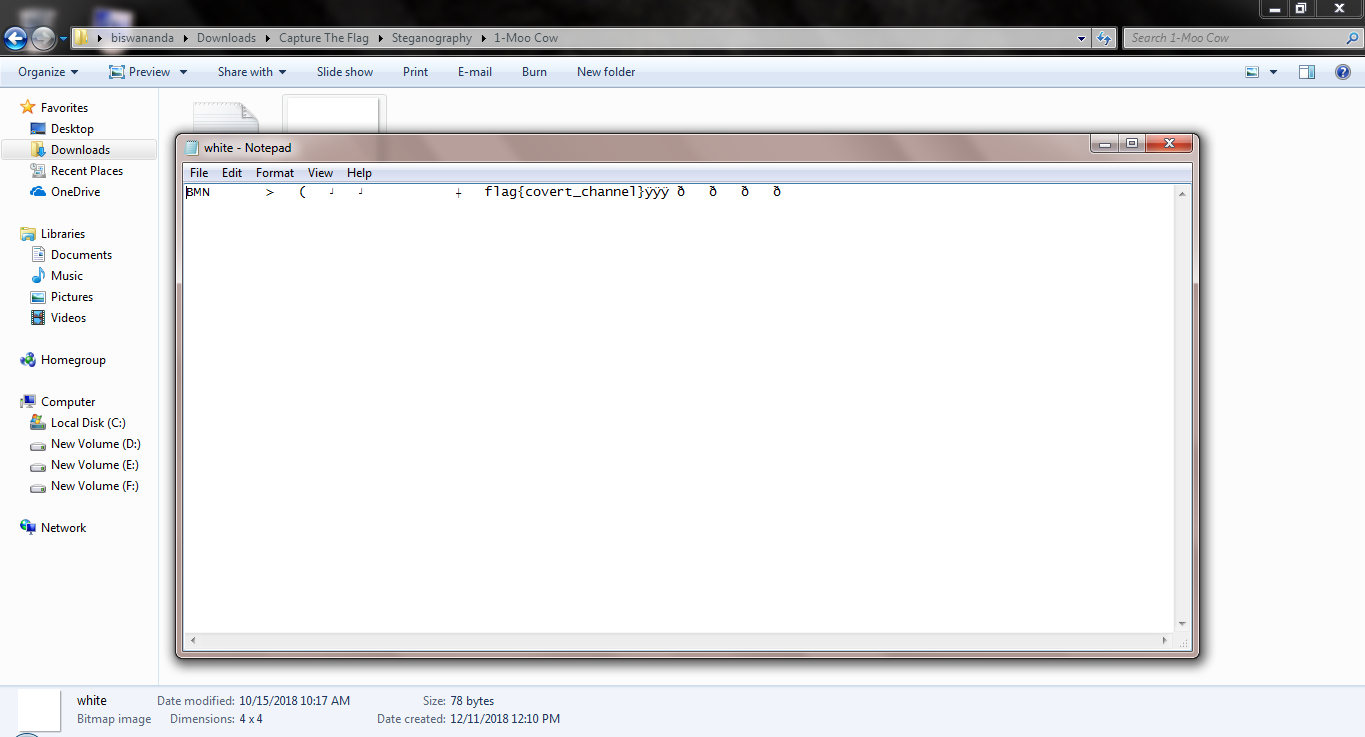 biswananda Downloads Capture The Flag Steganography 1-Moo Cow Search 1-Moo Cow
Organize Preview Share with Slide show Print E-mail Burn New folder
Favorites
Desktop
Downloads
Recent Places
OneDrive
Libraries
Documents
Music
Pictures
Videos
Homegroup
Computer
Local Disk (C:)
New Volume (D:)
New Volume (E:)
New Volume (F:)
Network
white - Notepad
File Edit Format View Help
BMN > ( ┘ ┘ ┼ flag{covert_channel}ÿÿÿ ð ð ð ð
white Date modified: 10/15/2018 10:17 AM Size: 78 bytes
Bitmap image Dimensions: 4 x 4 Date created: 12/11/2018 12:10 PM